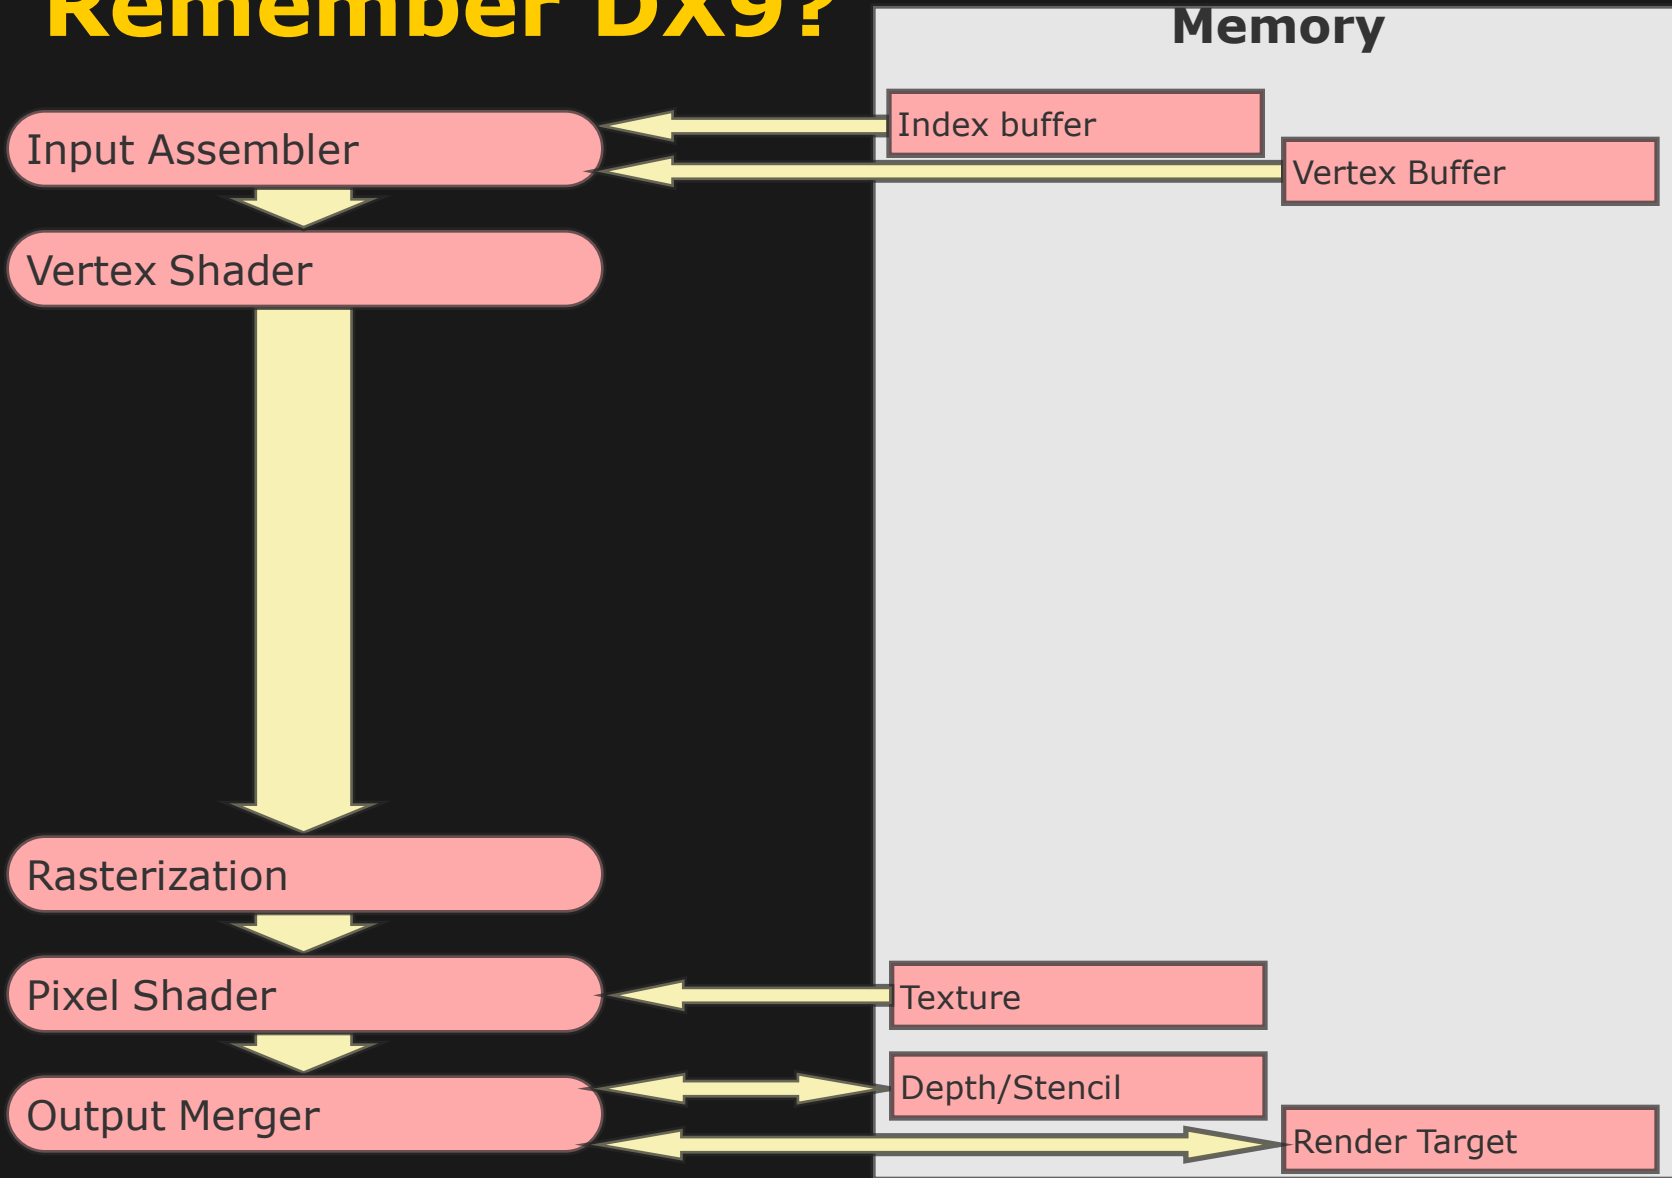 Remember DX9?
Memory
Index buffer
Input Assembler
Vertex Buffer
Vertex Shader
Rasterization
Pixel Shader
Texture
Depth/Stencil
Output Merger
Render Target